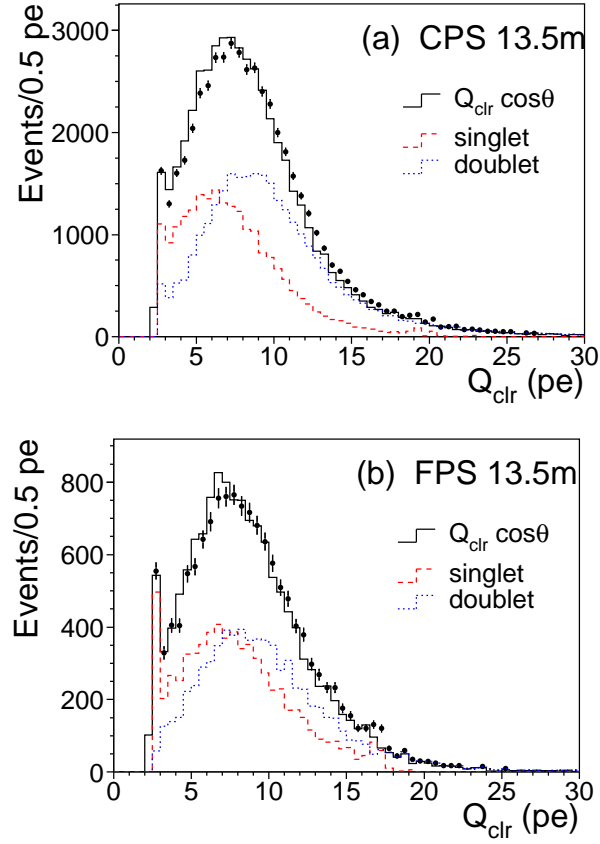 (a) CPS 13.5m
Events/0.5 pe
3000
2000
1000
0
Q_clr cosθ
singlet
doublet
0 5 10 15 20 25 30
Q_clr (pe)
(b) FPS 13.5m
Events/0.5 pe
800
600
400
200
0
Q_clr cosθ
singlet
doublet
0 5 10 15 20 25 30
Q_clr (pe)